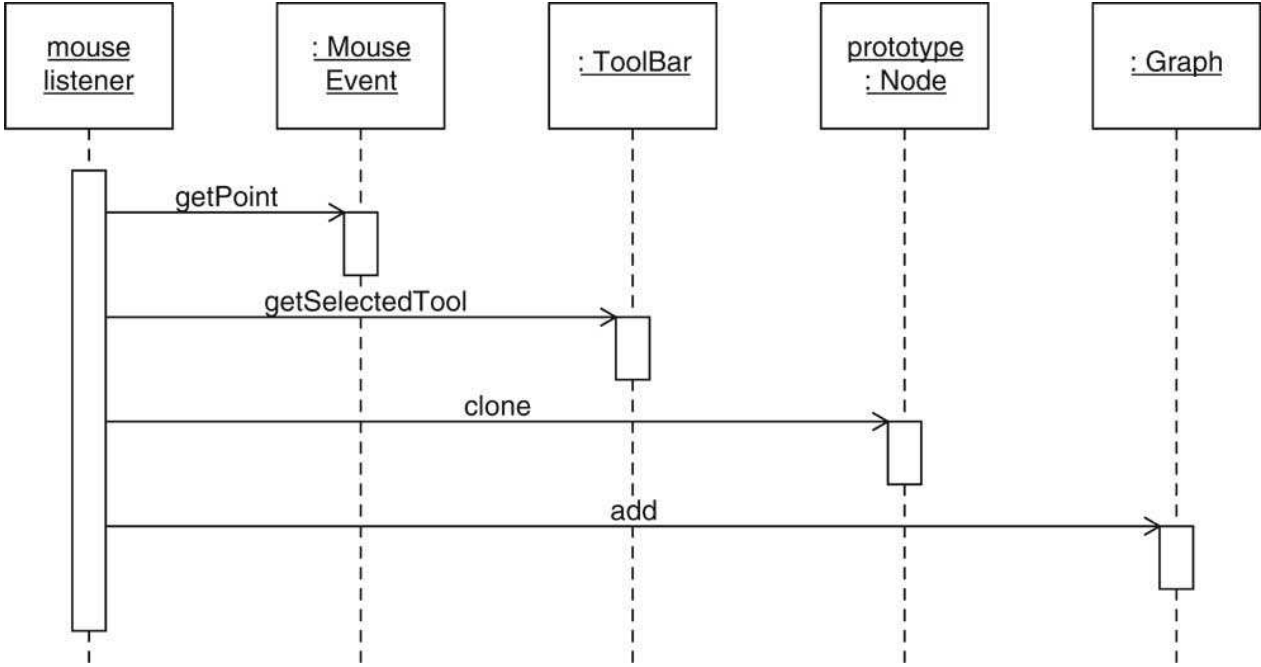 mouse
listener
: Mouse
Event
: ToolBar
prototype
: Node
: Graph
getPoint
getSelectedTool
clone
add